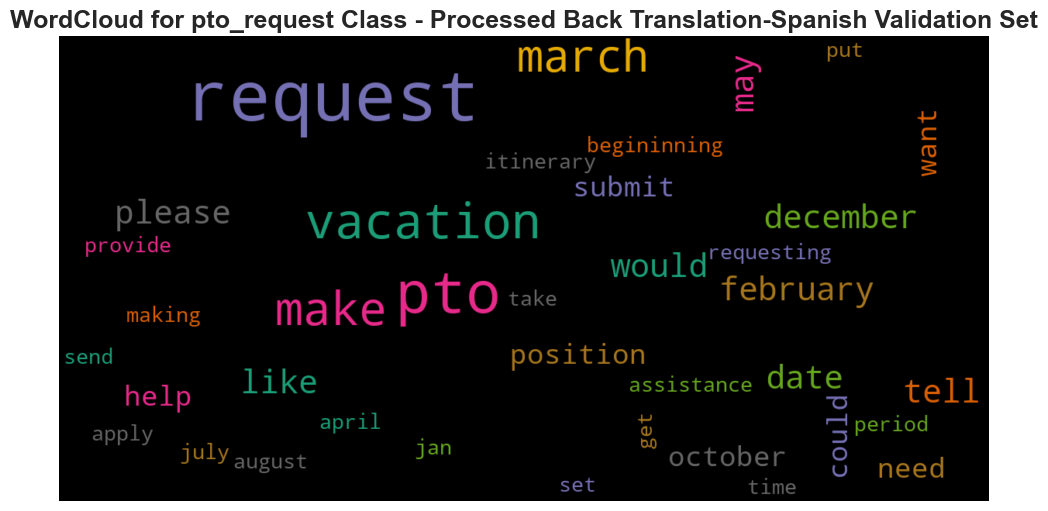 WordCloud for pto_request Class - Processed Back Translation-Spanish Validation Set
march
put
may
request
want
begininning
itinerary
submit
please
vacation
december
provide
requesting
would
february
pto
make
take
making
position
send
date
like
assistance
tell
help
could
april
period
get
apply
jan
july
august
october
need
set
time